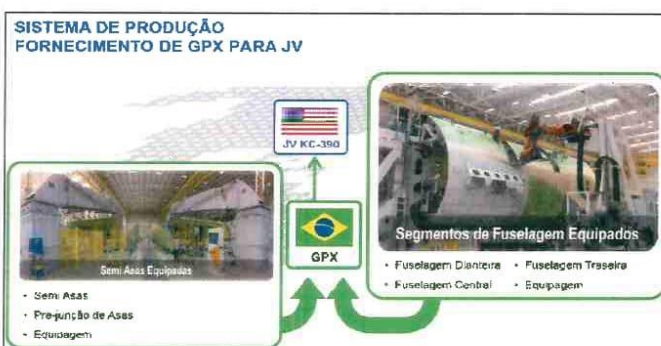 SISTEMA DE PRODUÇÃO
FORNECIMENTO DE GPX PARA JV
JV KC-390
GPX
Semi Asas Equipadas
• Semi Asas
• Pre-junção de Asas
• Equipagem
Segmentos de Fuselagem Equipados
• Fuselagem Dianteira • Fuselagem Traseira
• Fuselagem Central • Equipagem